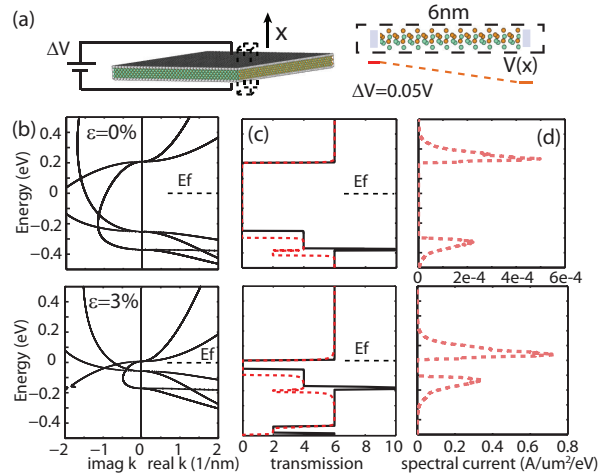 (a)
ΔV
X
6nm
V(x)
ΔV=0.05V
(b)
(c)
(d)
ε=0%
Ef
Ef
Energy (eV)
0.4
0.2
0
−0.2
−0.4
0 2e-4 4e-4 6e-4
ε=3%
Ef
Ef
Energy (eV)
0.4
0.2
0
−0.2
−0.4
−2 −1 0 1 2
imag k real k (1/nm)
0 2 4 6 8 10
transmission
0 0.2 0.4 0.6 0.8
spectral current (A/um²/eV)